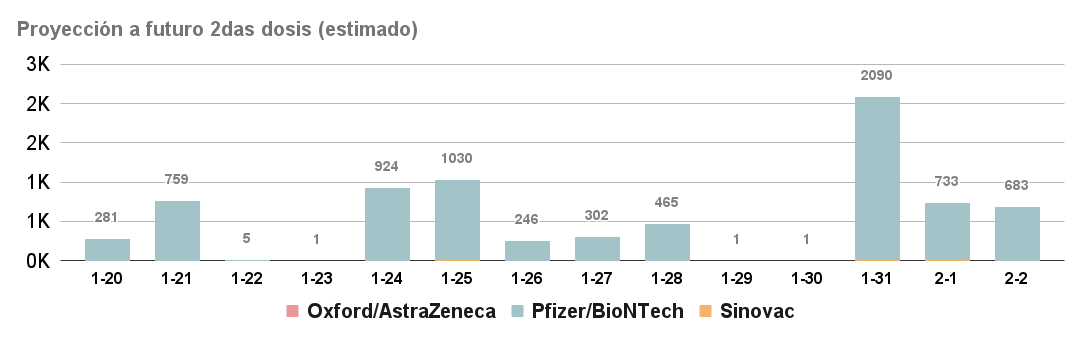 Proyección a futuro 2das dosis (estimado)
3K
2K
2K
1K
1K
0K
281
759
5
1
924
1030
246
302
465
1
1
2090
733
683
1-20 1-21 1-22 1-23 1-24 1-25 1-26 1-27 1-28 1-29 1-30 1-31 2-1 2-2
Oxford/AstraZeneca Pfizer/BioNTech Sinovac